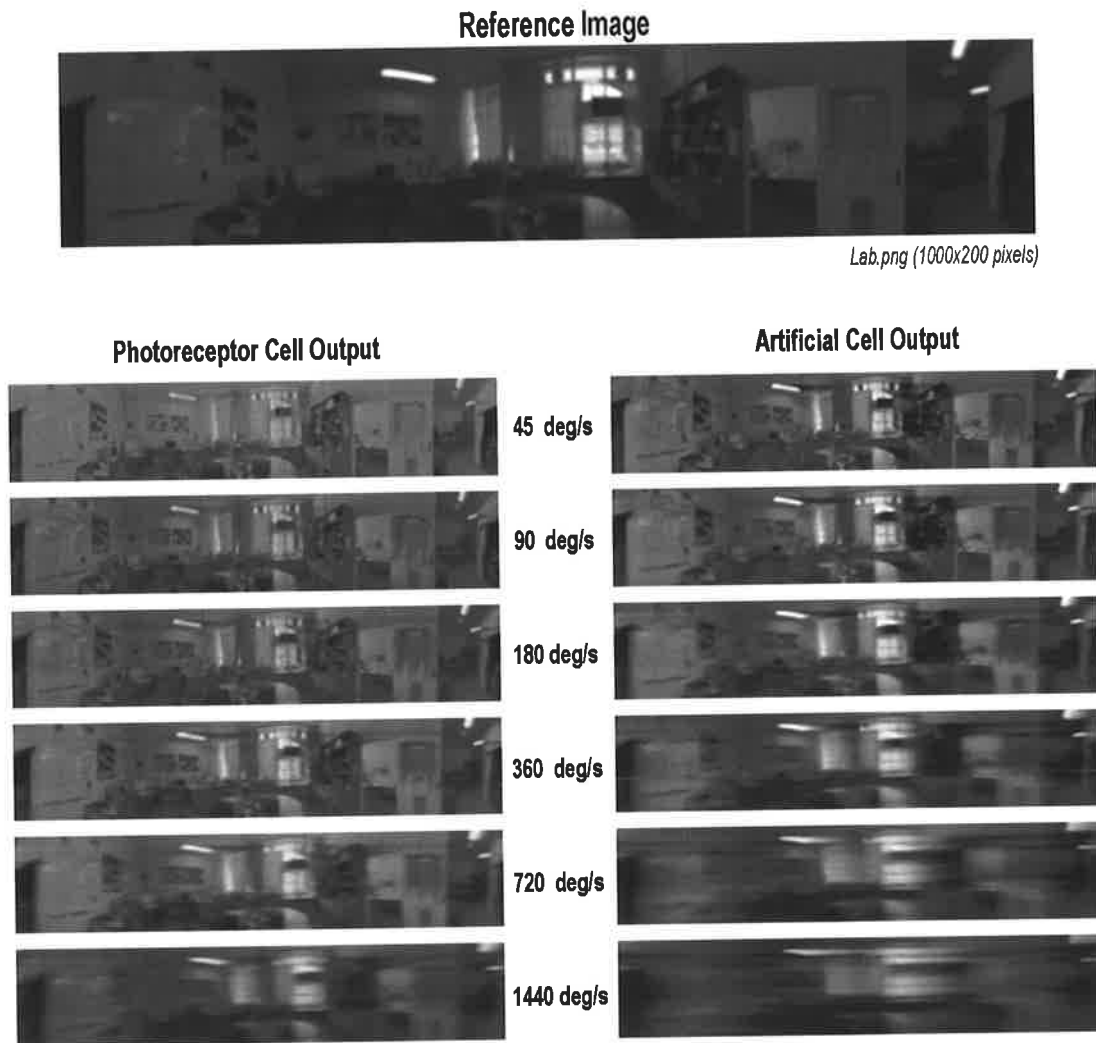 Reference Image
Lab.png (1000x200 pixels)
Photoreceptor Cell Output
Artificial Cell Output
45 deg/s
90 deg/s
180 deg/s
360 deg/s
720 deg/s
1440 deg/s